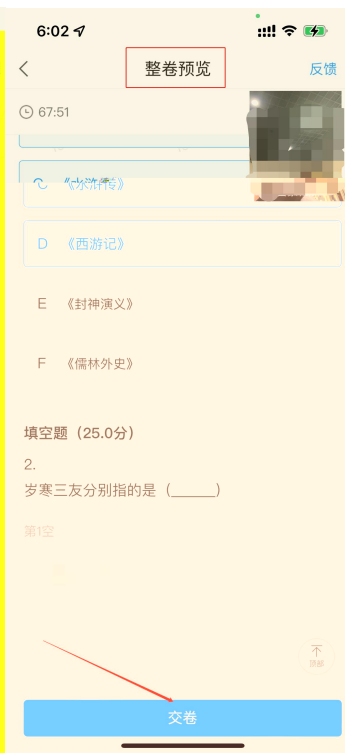 6:02
整卷预览
反馈
67:51
C 《水浒传》
D 《西游记》
E 《封神演义》
F 《儒林外史》
填空题（25.0分）
2.
岁寒三友分别指的是（_____）
第1空
顶部
交卷